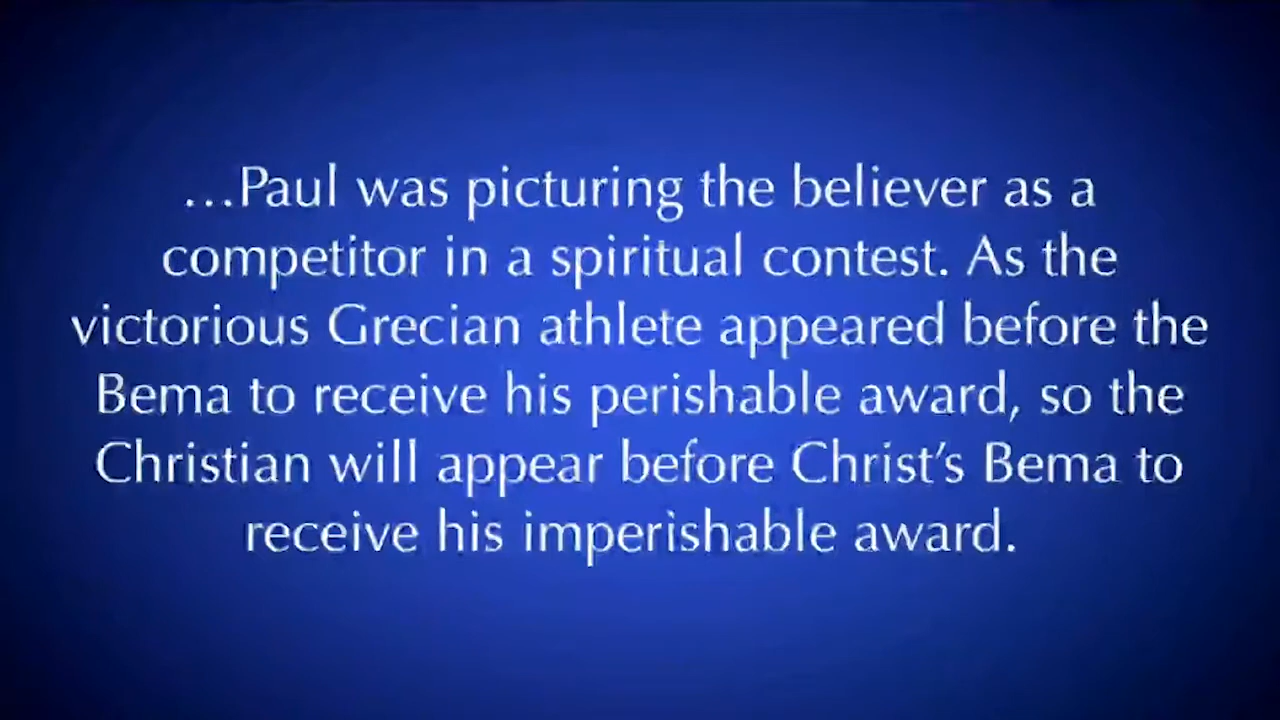 …Paul was picturing the believer as a
competitor in a spiritual contest. As the
victorious Grecian athlete appeared before the
Bema to receive his perishable award, so the
Christian will appear before Christ’s Bema to
receive his imperishable award.